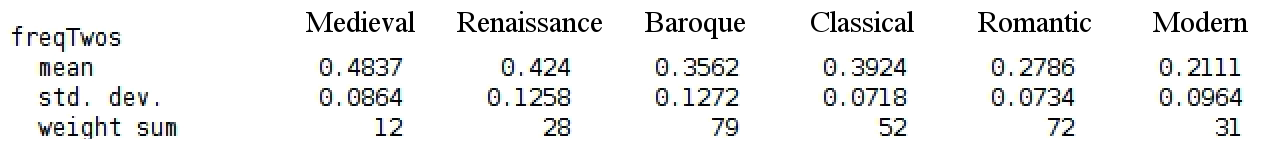 Medieval Renaissance Baroque Classical Romantic Modern
freqTwos
mean 0.4837 0.424 0.3562 0.3924 0.2786 0.2111
std. dev. 0.0864 0.1258 0.1272 0.0718 0.0734 0.0964
weight sum 12 28 79 52 72 31